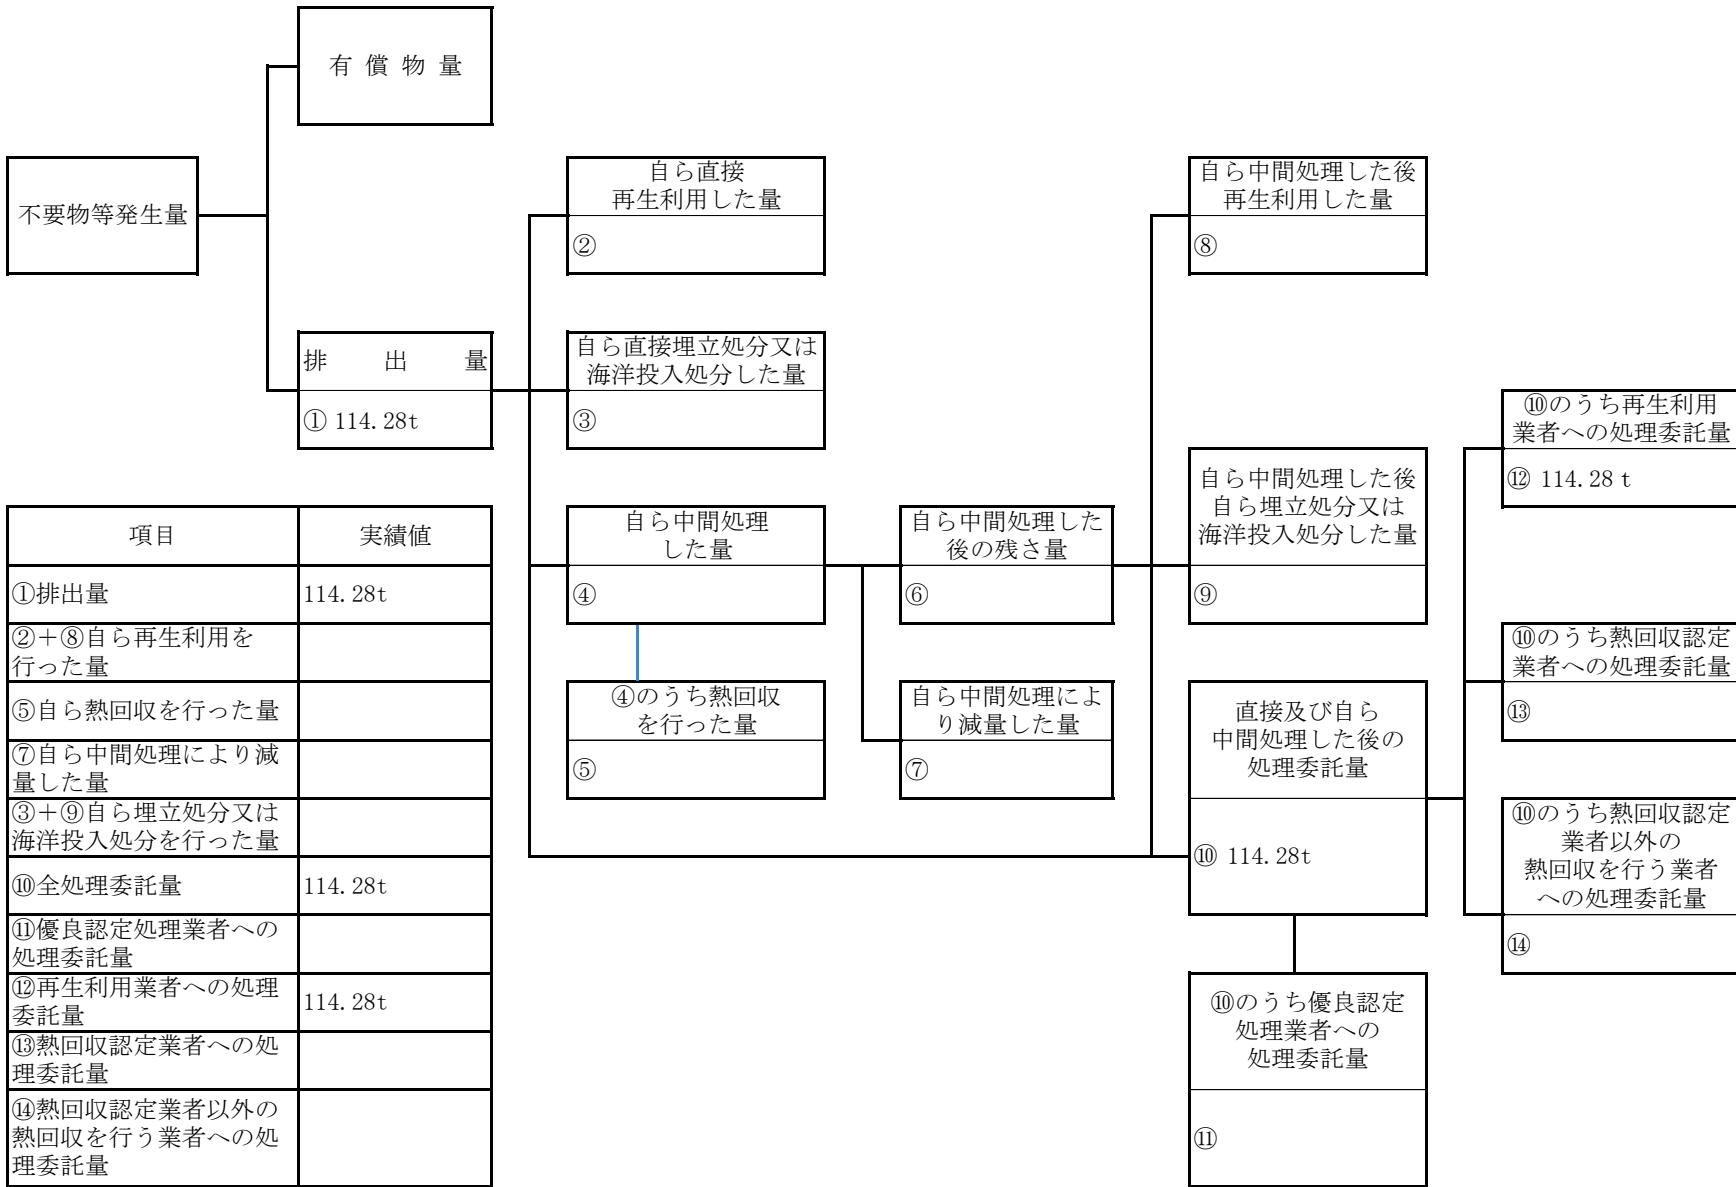 有 償 物 量
不要物等発生量
排 出 量
① 114.28t
自ら直接
再生利用した量
②
自ら直接埋立処分又は
海洋投入処分した量
③
自ら中間処理
した量
④
④のうち熱回収
を行った量
⑤
自ら中間処理した
後の残さ量
⑥
自ら中間処理によ
り減量した量
⑦
自ら中間処理した後
再生利用した量
⑧
自ら中間処理した後
自ら埋立処分又は
海洋投入処分した量
⑨
直接及び自ら
中間処理した後の
処理委託量
⑩ 114.28t
⑩のうち優良認定
処理業者への
処理委託量
⑪
⑩のうち再生利用
業者への処理委託量
⑫ 114.28 t
⑩のうち熱回収認定
業者への処理委託量
⑬
⑩のうち熱回収認定
業者以外の
熱回収を行う業者
への処理委託量
⑭
項目 実績値
①排出量 114.28t
②＋⑧自ら再生利用を
行った量
⑤自ら熱回収を行った量
⑦自ら中間処理により減
量した量
③＋⑨自ら埋立処分又は
海洋投入処分を行った量
⑩全処理委託量 114.28t
⑪優良認定処理業者への
処理委託量
⑫再生利用業者への処理
委託量 114.28t
⑬熱回収認定業者への処
理委託量
⑭熱回収認定業者以外の
熱回収を行う業者への処
理委託量